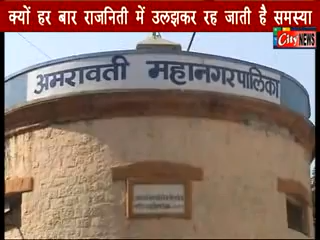 क्यों हर बार राजनिती में उलझकर रह जाती है समस्या
City NEWS
अमरावती महानगरपालिका